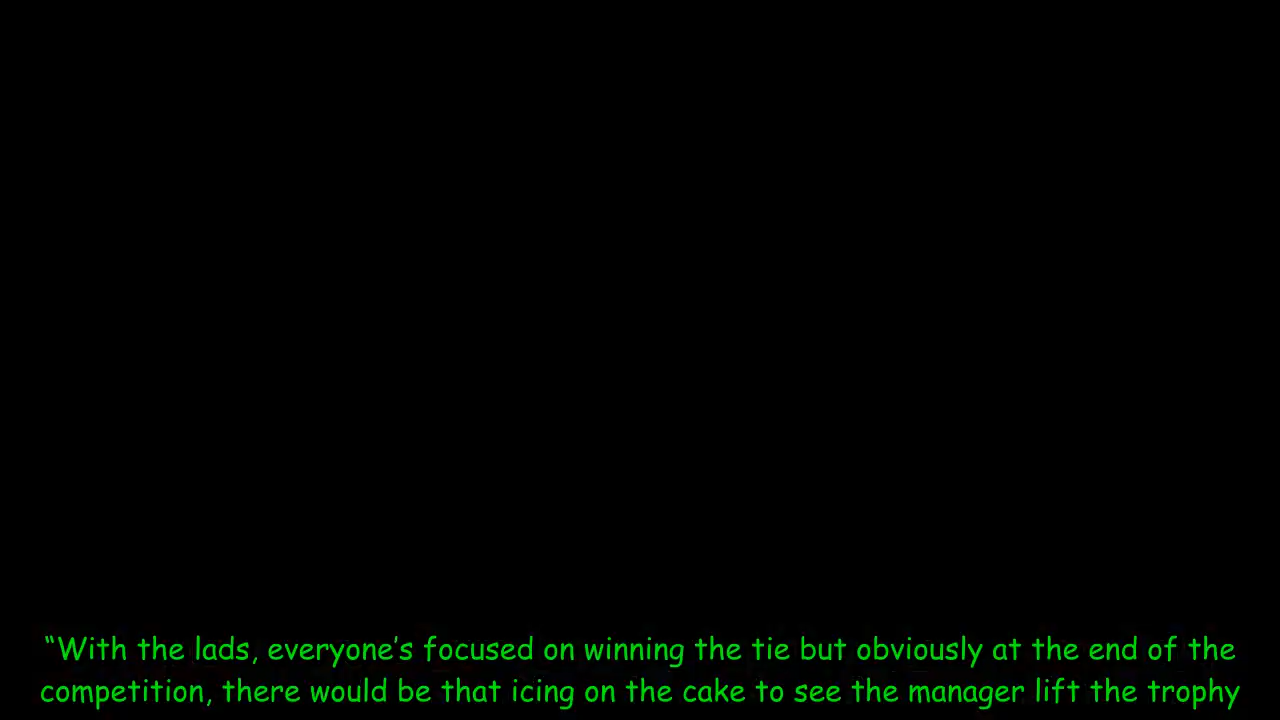 “With the lads, everyone’s focused on winning the tie but obviously at the end of the
competition, there would be that icing on the cake to see the manager lift the trophy